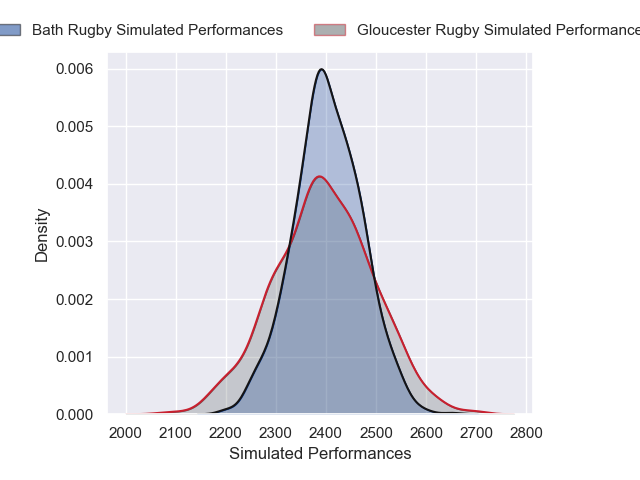 Bath Rugby Simulated Performances
Gloucester Rugby Simulated Performance
0.006
0.005
0.004
0.003
0.002
0.001
0.000
Density
2000 2100 2200 2300 2400 2500 2600 2700 2800
Simulated Performances